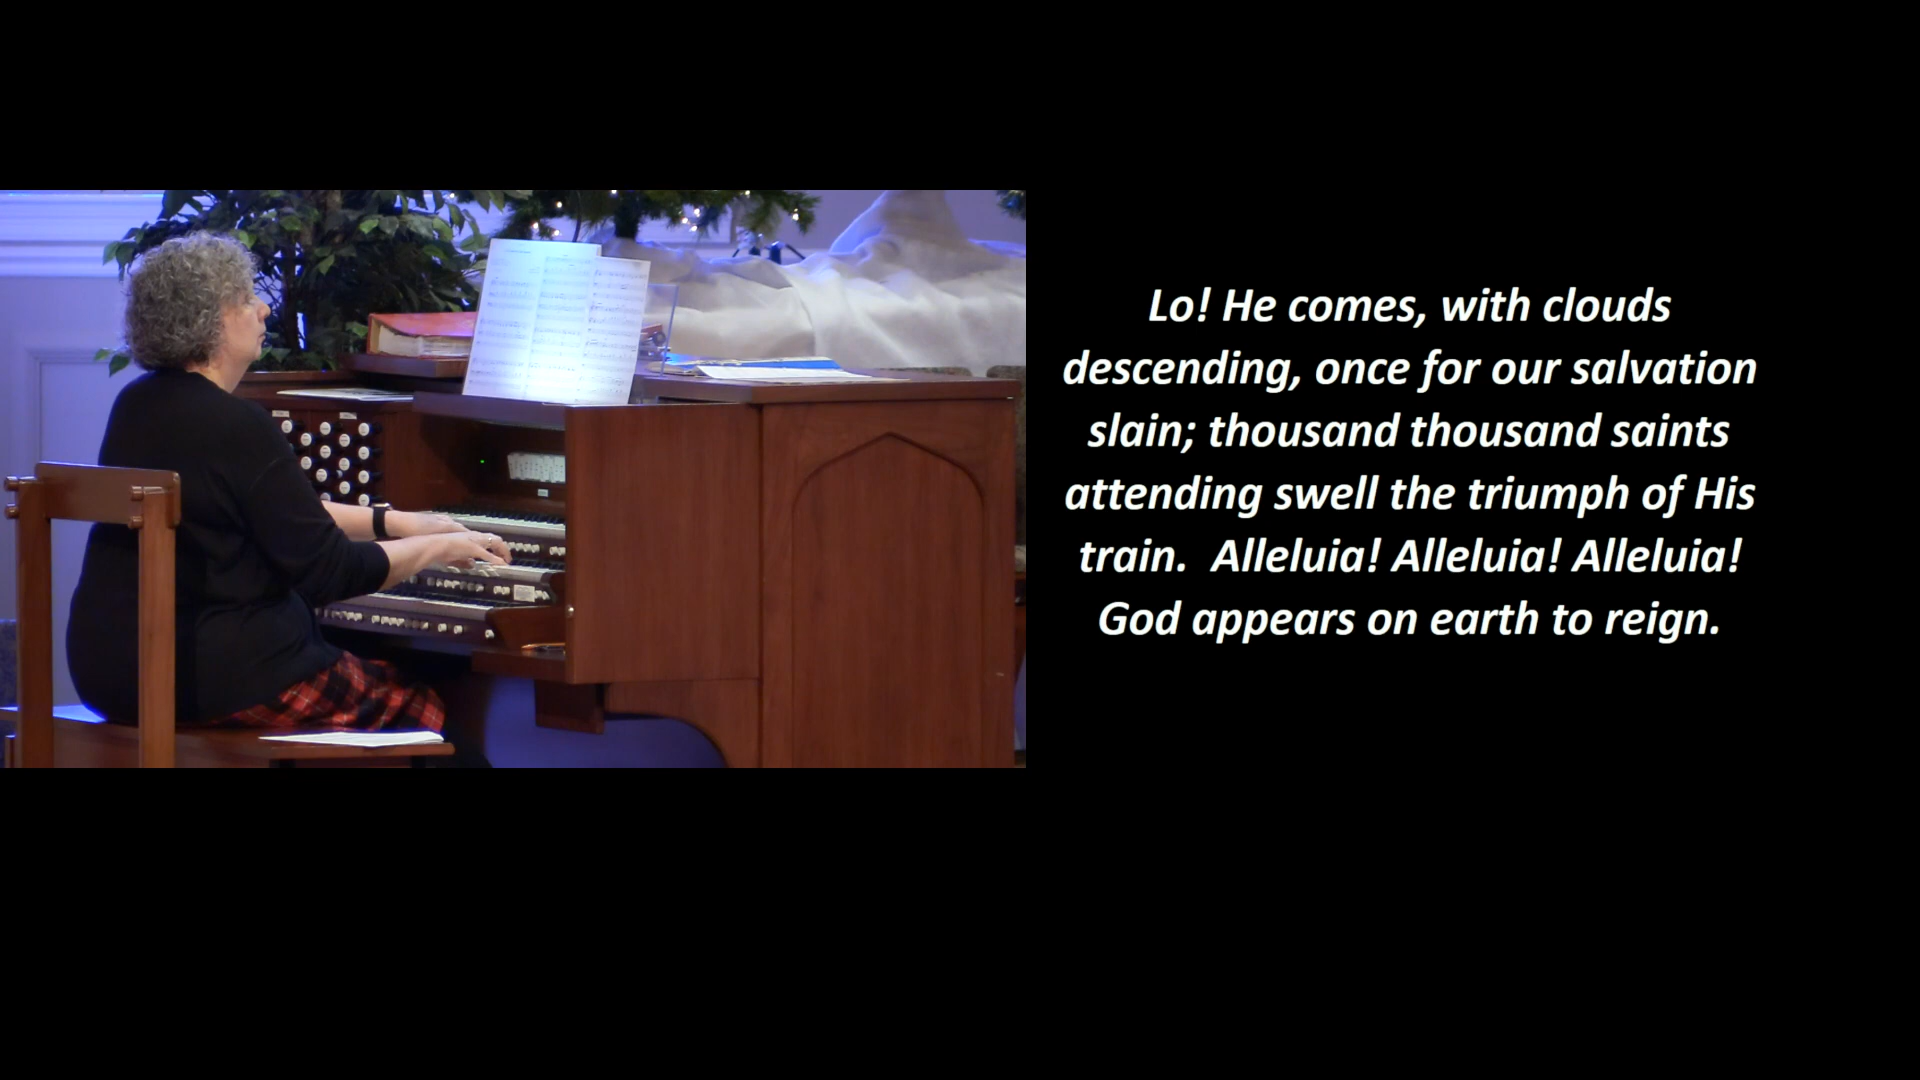 Lo! He comes, with clouds
descending, once for our salvation
slain; thousand thousand saints
attending swell the triumph of His
train.  Alleluia! Alleluia! Alleluia!
God appears on earth to reign.